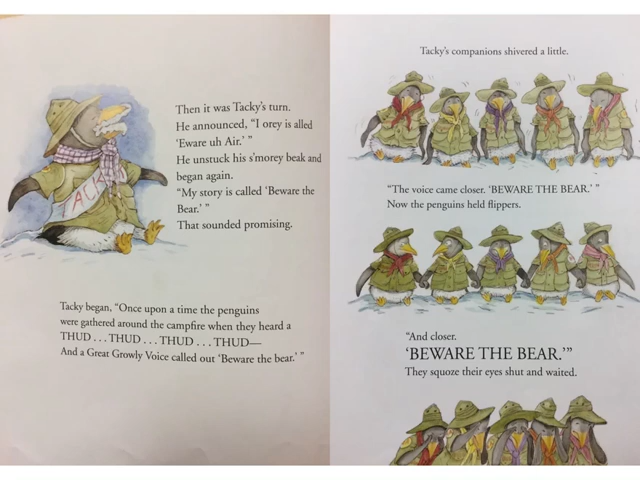 Then it was Tacky's turn.
He announced, "I orey is alled
'Eware uh Air.' "
He unstuck his s'morey beak and
began again.
"My story is called 'Beware the
Bear.' "
That sounded promising.
TACKY
Tacky began, "Once upon a time the penguins
were gathered around the campfire when they heard a
THUD . . . THUD . . . THUD . . . THUD—
And a Great Growly Voice called out 'Beware the bear.' "
Tacky's companions shivered a little.
"The voice came closer. 'BEWARE THE BEAR.' "
Now the penguins held flippers.
"And closer.
'BEWARE THE BEAR.'"
They squoze their eyes shut and waited.